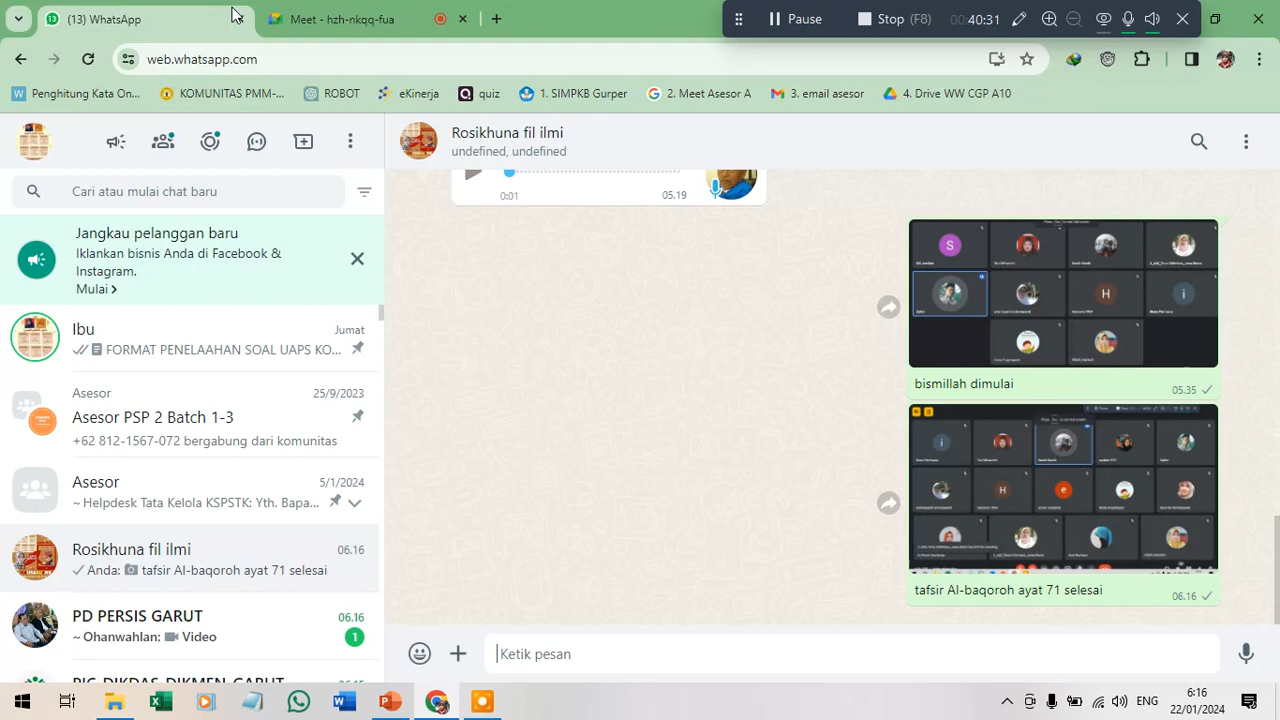 (13) WhatsApp
Meet - hzh-nkqq-fua
Pause
Stop (F8)
00:40:31
web.whatsapp.com
Penghitung Kata On...
KOMUNITAS PMM-...
ROBOT
eKinerja
quiz
1. SIMPKB Gurper
2. Meet Asesor A
3. email asesor
4. Drive WW CGP A10
Rosikhuna fil ilmi
undefined, undefined
Cari atau mulai chat baru
0:01
05.19
Jangkau pelanggan baru
Iklankan bisnis Anda di Facebook &
Instagram.
Mulai
Ibu
Jumat
FORMAT PENELAAHAN SOAL UAPS KO...
Asesor
25/9/2023
Asesor PSP 2 Batch 1-3
+62 812-1567-072 bergabung dari komunitas
Asesor
5/1/2024
~ Helpdesk Tata Kelola KSPSTK: Yth. Bapa...
Rosikhuna fil ilmi
06.16
Anda: tafsir Al-baqoroh ayat 71 selesai
PD PERSIS GARUT
06.16
~ Ohanwahlan: Video
1
bismillah dimulai
05.35
tafsir Al-baqoroh ayat 71 selesai
06.16
Ketik pesan
ENG
6:16
22/01/2024